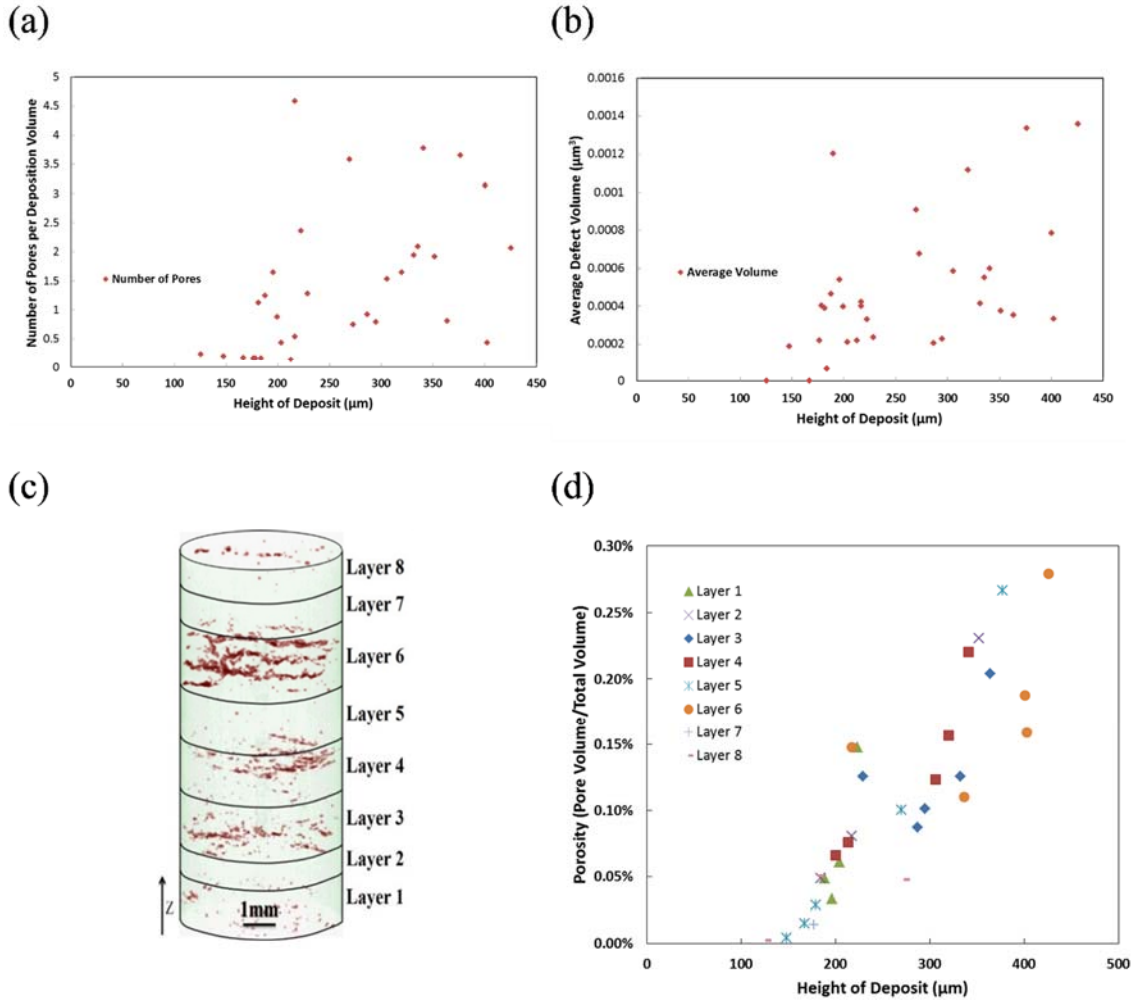 (a)
5
4.5
4
3.5
3
2.5
2
1.5
1
0.5
0
0
50
100
150
200
250
300
350
400
450
Number of Pores per Deposition Volume
Height of Deposit (µm)
Number of Pores
(b)
0.0016
0.0014
0.0012
0.001
0.0008
0.0006
0.0004
0.0002
0
0
50
100
150
200
250
300
350
400
450
Average Defect Volume (µm³)
Height of Deposit (µm)
Average Volume
(c)
Layer 8
Layer 7
Layer 6
Layer 5
Layer 4
Layer 3
Layer 2
Layer 1
Z
1mm
(d)
0.30%
0.25%
0.20%
0.15%
0.10%
0.05%
0.00%
0
100
200
300
400
500
Porosity (Pore Volume/Total Volume)
Height of Deposit (µm)
Layer 1
Layer 2
Layer 3
Layer 4
Layer 5
Layer 6
Layer 7
Layer 8